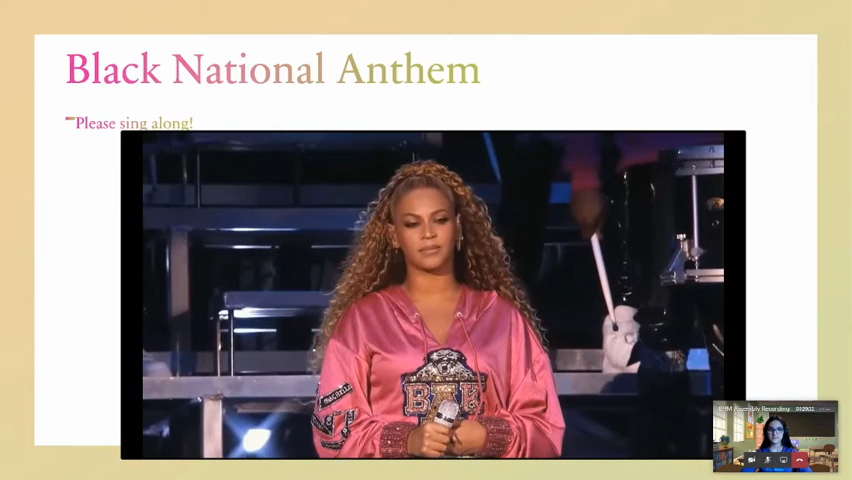 Black National Anthem
Please sing along!
BHM Assembly Recording